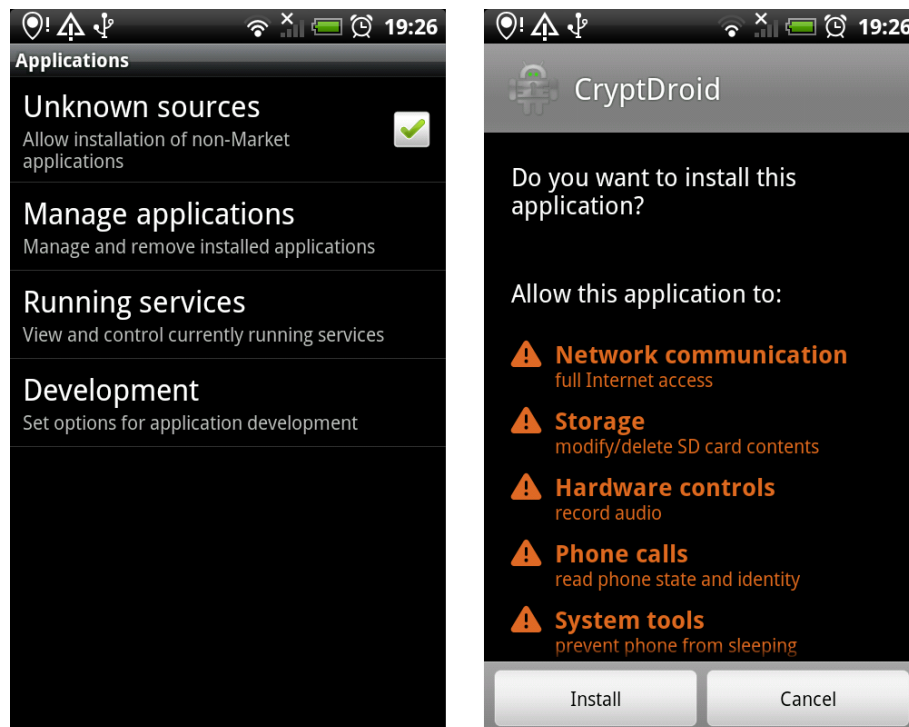 19:26
Applications
Unknown sources
Allow installation of non-Market
applications
Manage applications
Manage and remove installed applications
Running services
View and control currently running services
Development
Set options for application development
19:26
CryptDroid
Do you want to install this
application?
Allow this application to:
Network communication
full Internet access
Storage
modify/delete SD card contents
Hardware controls
record audio
Phone calls
read phone state and identity
System tools
prevent phone from sleeping
Install
Cancel